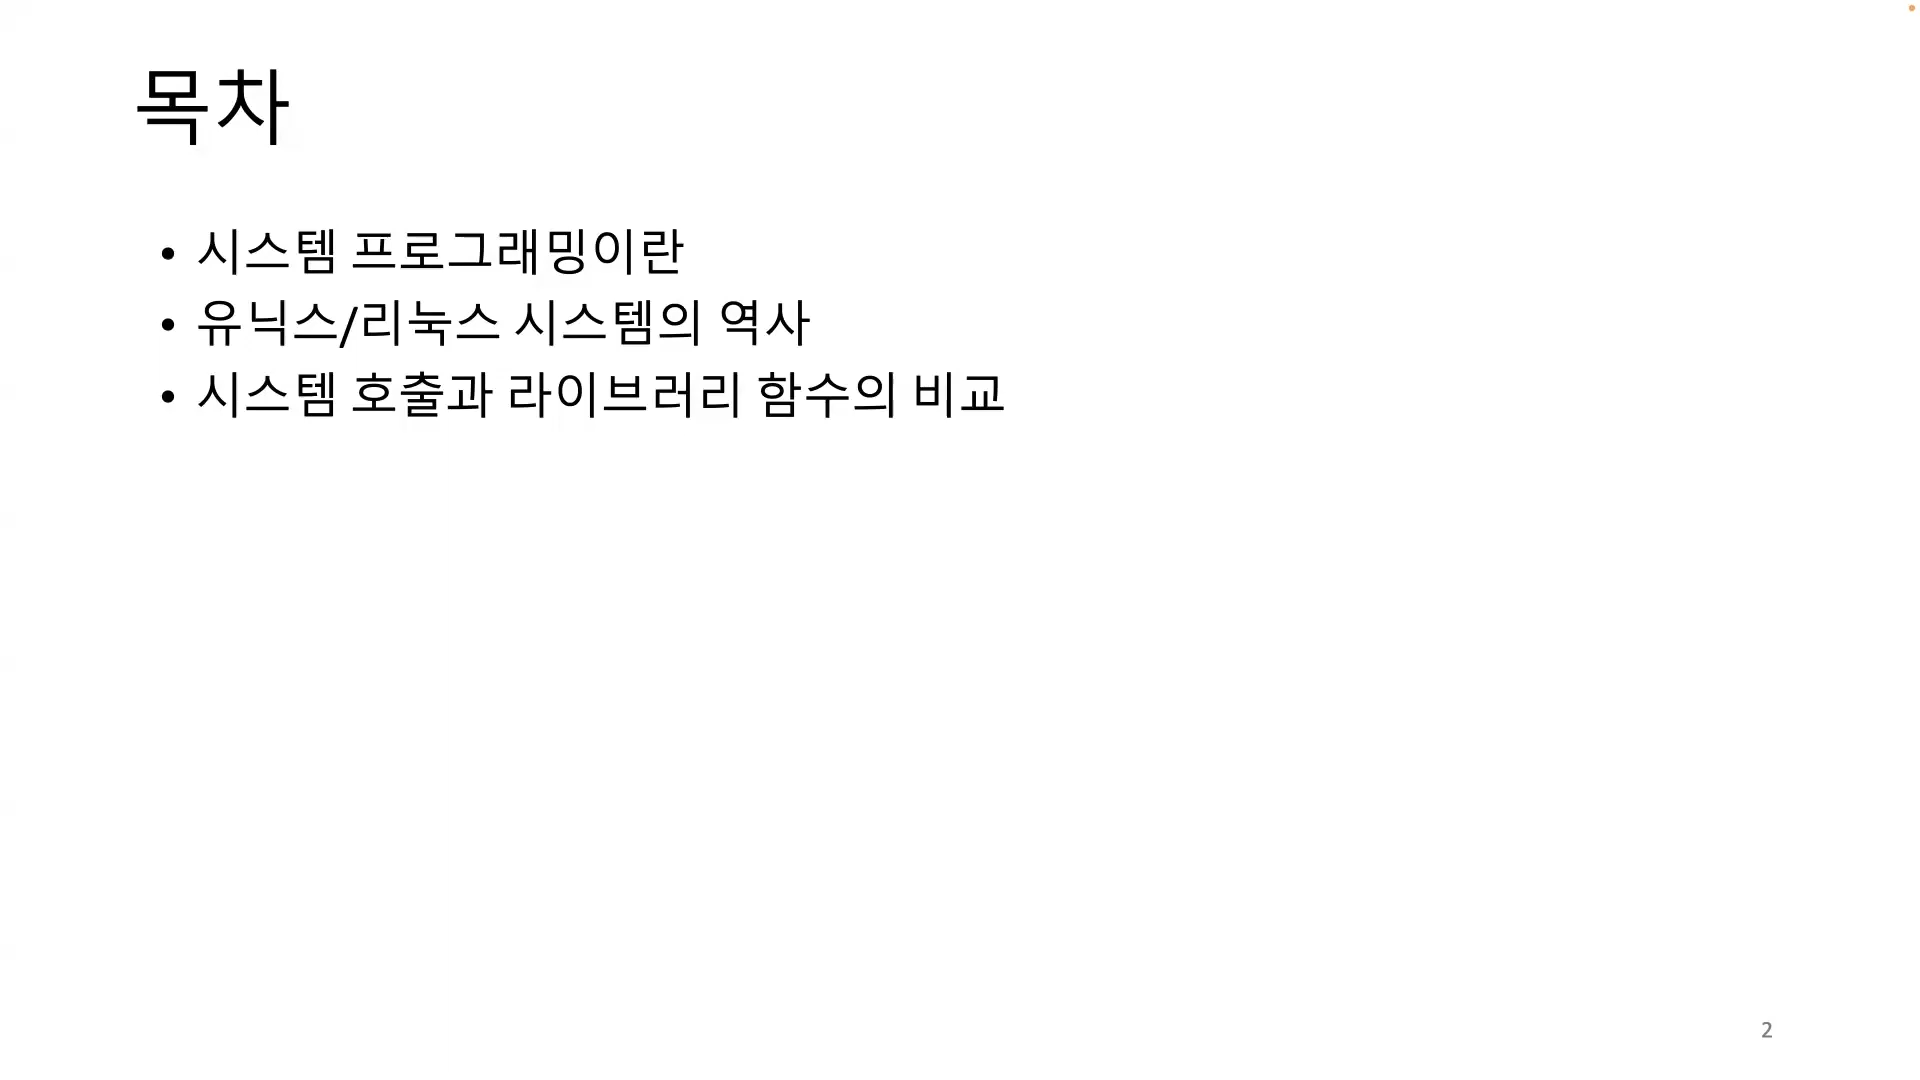 목차
• 시스템 프로그래밍이란
• 유닉스/리눅스 시스템의 역사
• 시스템 호출과 라이브러리 함수의 비교
2